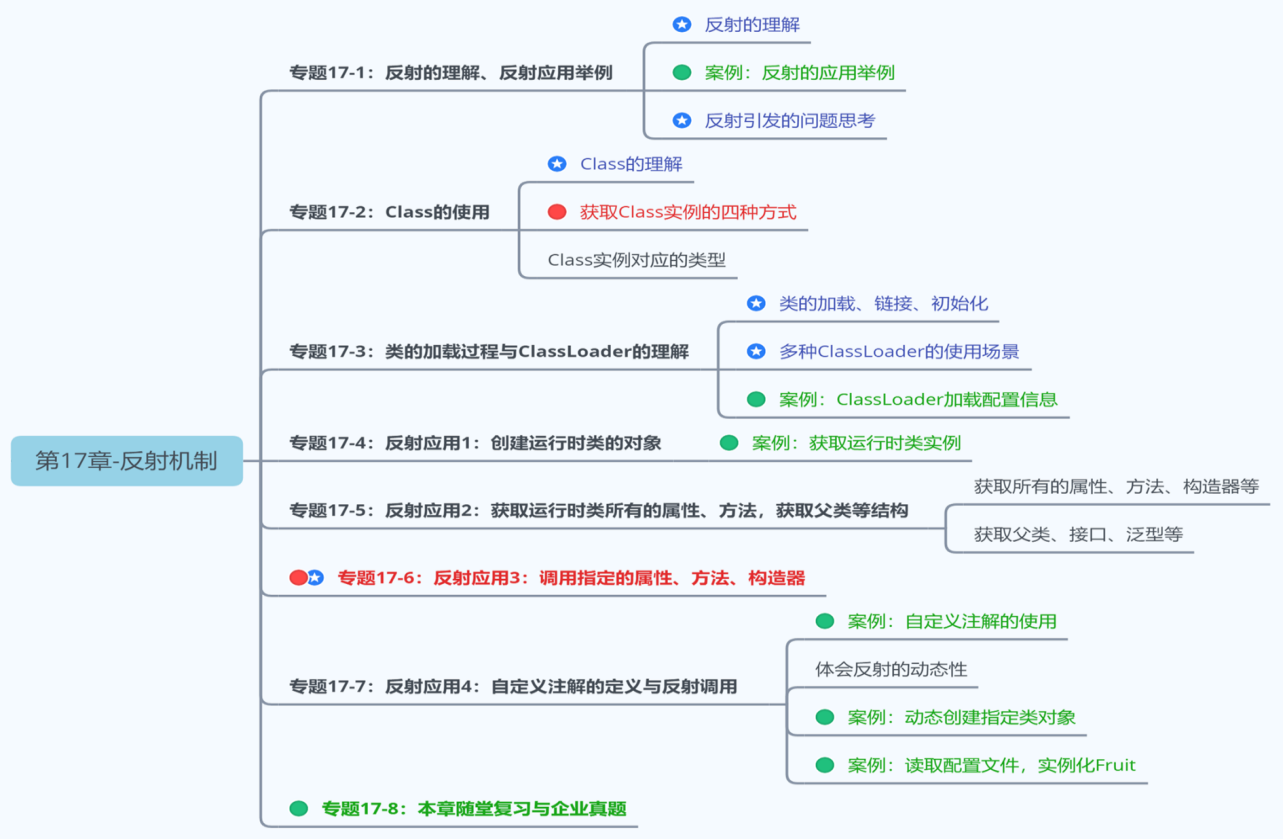 第17章-反射机制
专题17-1：反射的理解、反射应用举例
反射的理解
案例：反射的应用举例
反射引发的问题思考
专题17-2：Class的使用
Class的理解
获取Class实例的四种方式
Class实例对应的类型
专题17-3：类的加载过程与ClassLoader的理解
类的加载、链接、初始化
多种ClassLoader的使用场景
案例：ClassLoader加载配置信息
专题17-4：反射应用1：创建运行时类的对象
案例：获取运行时类实例
专题17-5：反射应用2：获取运行时类所有的属性、方法，获取父类等结构
获取所有的属性、方法、构造器等
获取父类、接口、泛型等
专题17-6：反射应用3：调用指定的属性、方法、构造器
专题17-7：反射应用4：自定义注解的定义与反射调用
案例：自定义注解的使用
体会反射的动态性
案例：动态创建指定类对象
案例：读取配置文件，实例化Fruit
专题17-8：本章随堂复习与企业真题